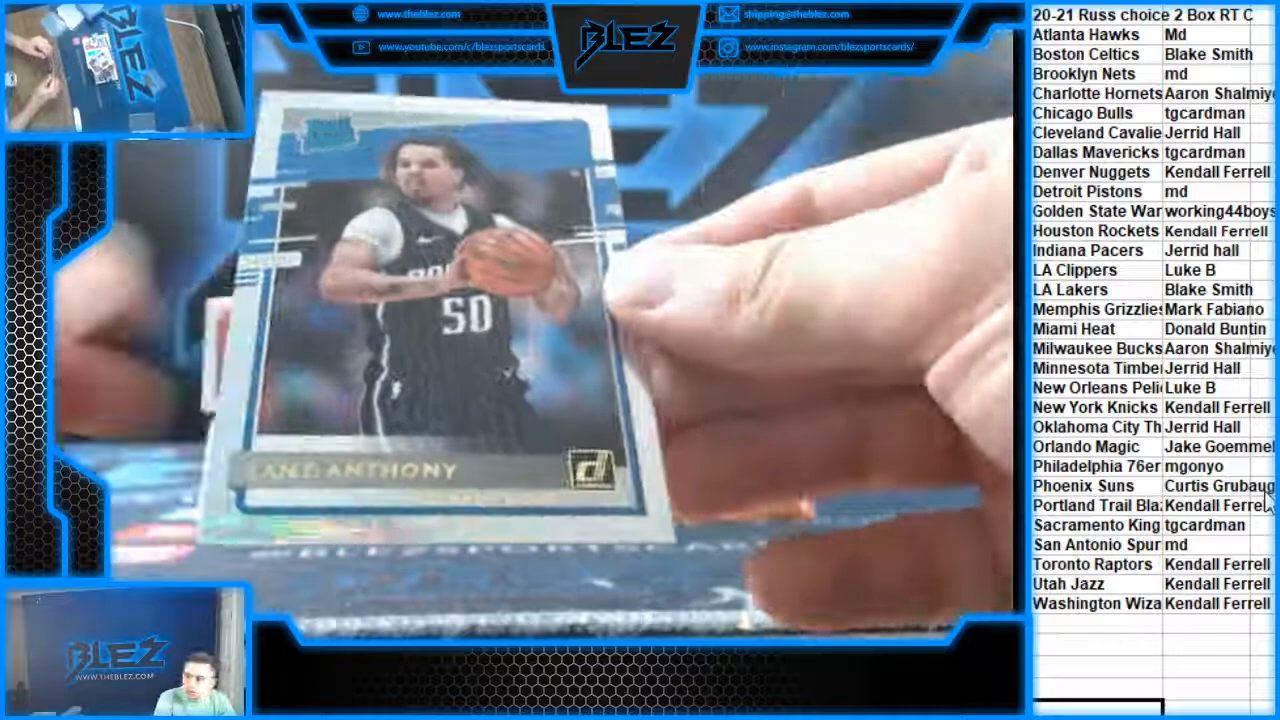 www.theblez.com
www.youtube.com/c/blezsportscards
BLEZ
shipping@theblez.com
www.instagram.com/blezsportscards/
BLEZ
50
ANTHONY
d
BLEZ
WWW.THEBLEZ.COM
20-21 Russ choice 2 Box RT C
Atlanta Hawks Md
Boston Celtics Blake Smith
Brooklyn Nets md
Charlotte Hornets Aaron Shalmiy
Chicago Bulls tgcardman
Cleveland Cavalie Jerrid Hall
Dallas Mavericks tgcardman
Denver Nuggets Kendall Ferrell
Detroit Pistons md
Golden State War working44boys
Houston Rockets Kendall Ferrell
Indiana Pacers Jerrid hall
LA Clippers Luke B
LA Lakers Blake Smith
Memphis Grizzlies Mark Fabiano
Miami Heat Donald Buntin
Milwaukee Bucks Aaron Shalmiy
Minnesota Timbe Jerrid Hall
New Orleans Peli Luke B
New York Knicks Kendall Ferrell
Oklahoma City Th Jerrid Hall
Orlando Magic Jake Goemmel
Philadelphia 76er mgonyo
Phoenix Suns Curtis Grubaug
Portland Trail Bla Kendall Ferrel
Sacramento King tgcardman
San Antonio Spur md
Toronto Raptors Kendall Ferrell
Utah Jazz Kendall Ferrell
Washington Wiza Kendall Ferrell